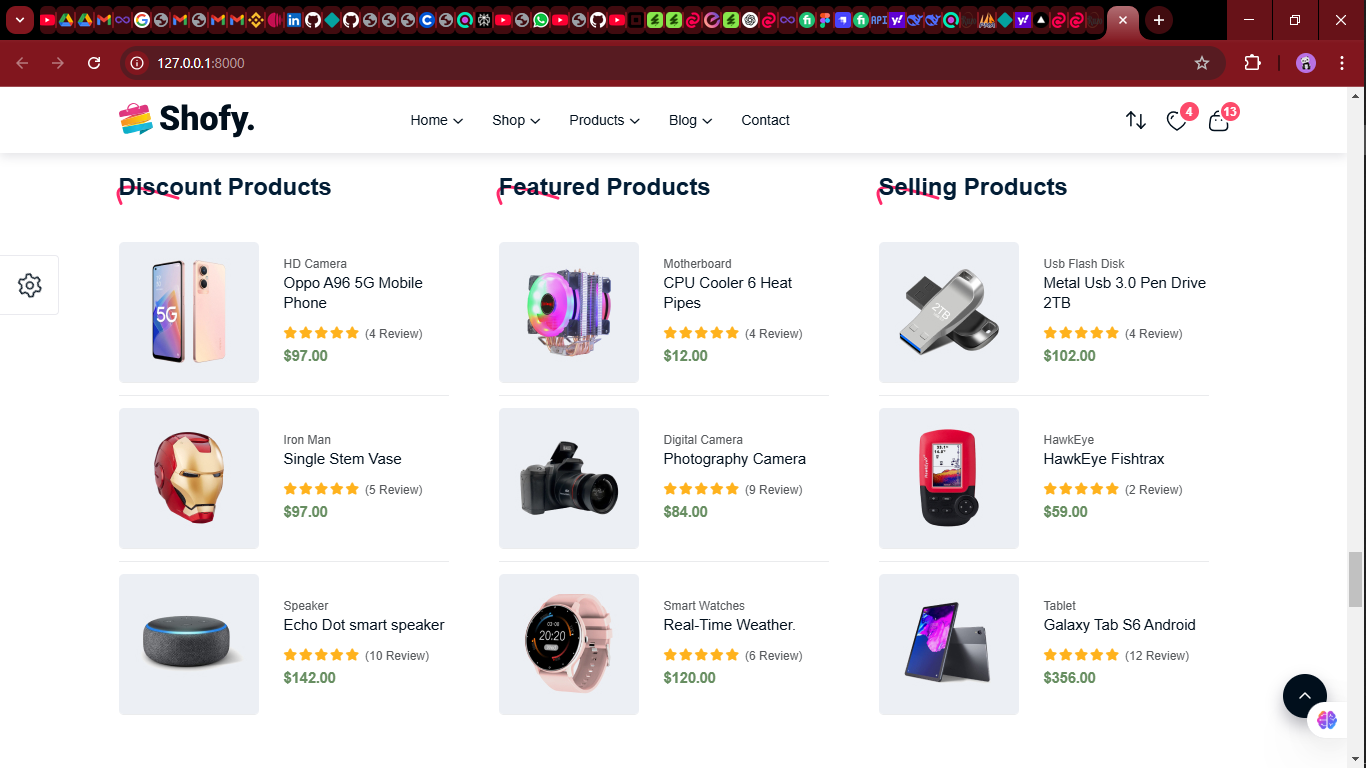 127.0.0.1:8000
Shofy.
Home Shop Products Blog Contact
4
13
Discount Products
HD Camera
Oppo A96 5G Mobile
Phone
(4 Review)
$97.00
Iron Man
Single Stem Vase
(5 Review)
$97.00
Speaker
Echo Dot smart speaker
(10 Review)
$142.00
Featured Products
Motherboard
CPU Cooler 6 Heat
Pipes
(4 Review)
$12.00
Digital Camera
Photography Camera
(9 Review)
$84.00
Smart Watches
Real-Time Weather.
(6 Review)
$120.00
Selling Products
Usb Flash Disk
Metal Usb 3.0 Pen Drive
2TB
(4 Review)
$102.00
HawkEye
HawkEye Fishtrax
(2 Review)
$59.00
Tablet
Galaxy Tab S6 Android
(12 Review)
$356.00
5G
2TB
20:20
API